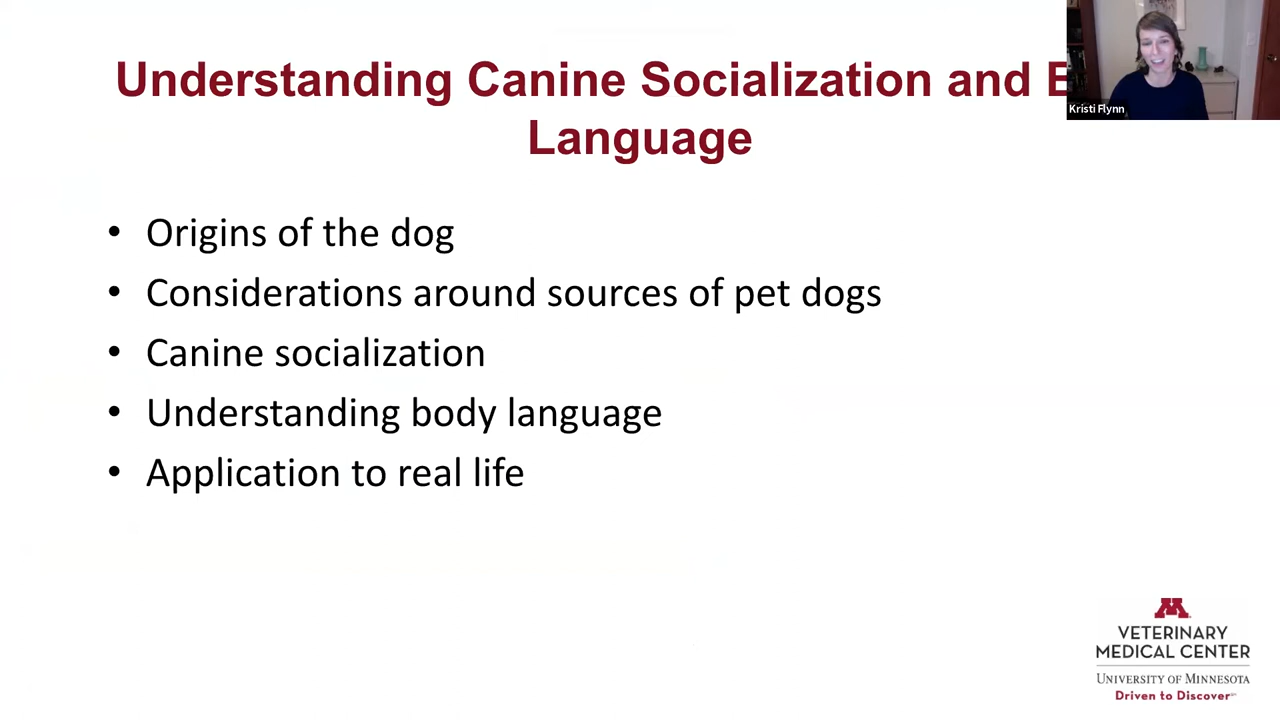 Understanding Canine Socialization and
Language
Kristi Flynn
• Origins of the dog
• Considerations around sources of pet dogs
• Canine socialization
• Understanding body language
• Application to real life
M
VETERINARY
MEDICAL CENTER
UNIVERSITY OF MINNESOTA
Driven to Discover